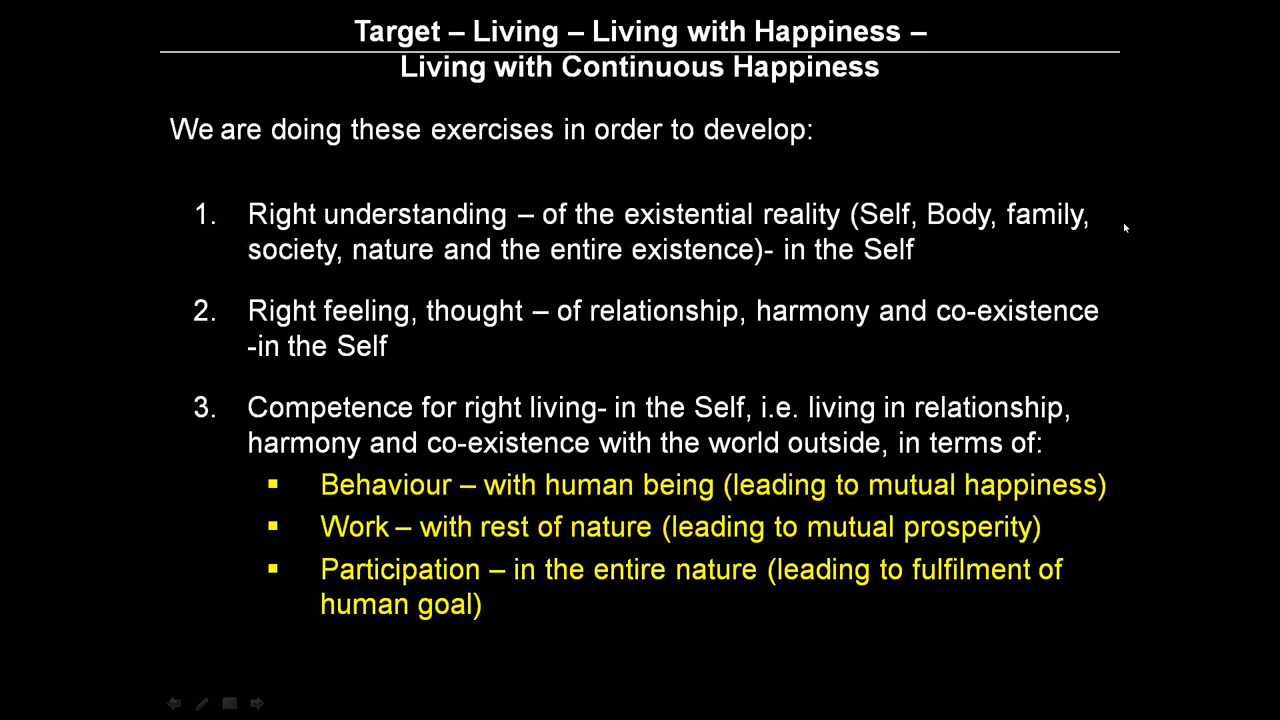 Target – Living – Living with Happiness –
Living with Continuous Happiness
We are doing these exercises in order to develop:
1. Right understanding – of the existential reality (Self, Body, family,
society, nature and the entire existence)- in the Self
2. Right feeling, thought – of relationship, harmony and co-existence
-in the Self
3. Competence for right living- in the Self, i.e. living in relationship,
harmony and co-existence with the world outside, in terms of:
▪ Behaviour – with human being (leading to mutual happiness)
▪ Work – with rest of nature (leading to mutual prosperity)
▪ Participation – in the entire nature (leading to fulfilment of
human goal)